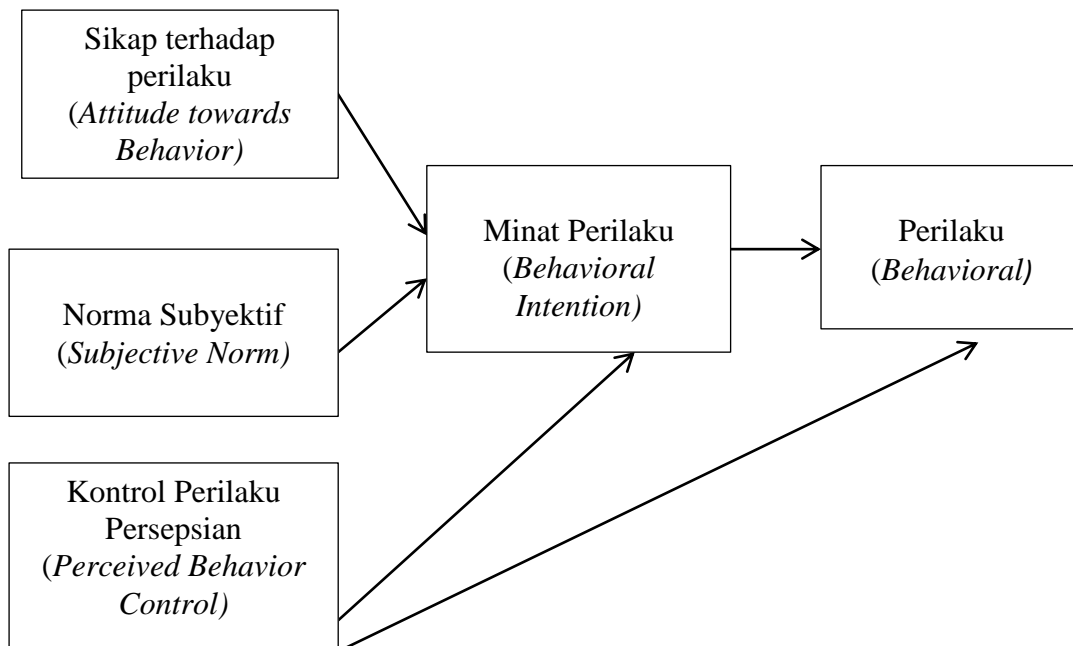 Sikap terhadap
perilaku
(Attitude towards
Behavior)
Norma Subyektif
(Subjective Norm)
Kontrol Perilaku
Persepsian
(Perceived Behavior
Control)
Minat Perilaku
(Behavioral
Intention)
Perilaku
(Behavioral)